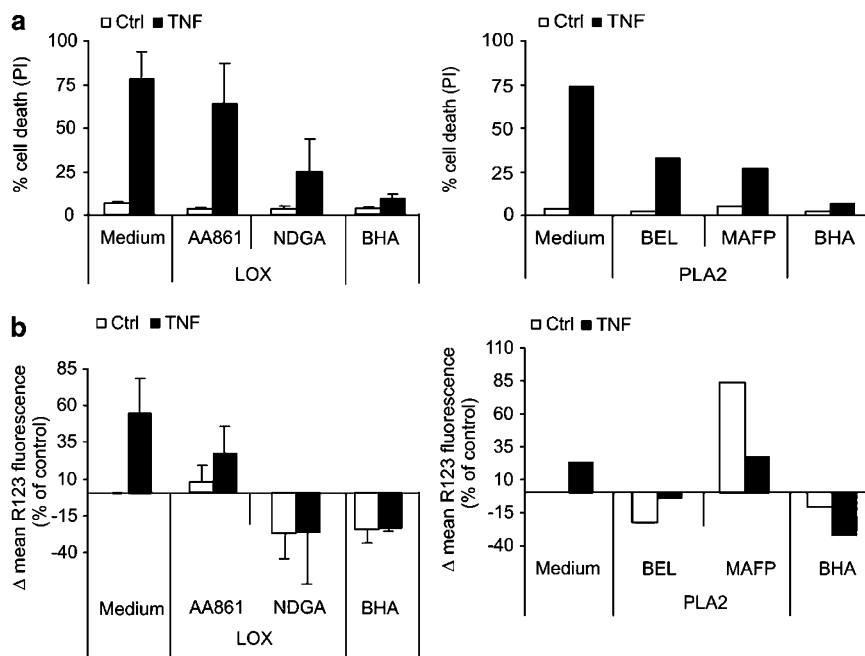 a
Ctrl TNF
% cell death (PI)
100
75
50
25
0
Medium AA861 NDGA BHA
LOX
Ctrl TNF
% cell death (PI)
100
75
50
25
0
Medium BEL MAFP BHA
PLA2
b
Ctrl TNF
Δ mean R123 fluorescence
(% of control)
85
60
35
10
-15
-40
Medium AA861 NDGA BHA
LOX
Ctrl TNF
Δ mean R123 fluorescence
(% of control)
110
85
60
35
10
-15
-40
Medium BEL MAFP BHA
PLA2